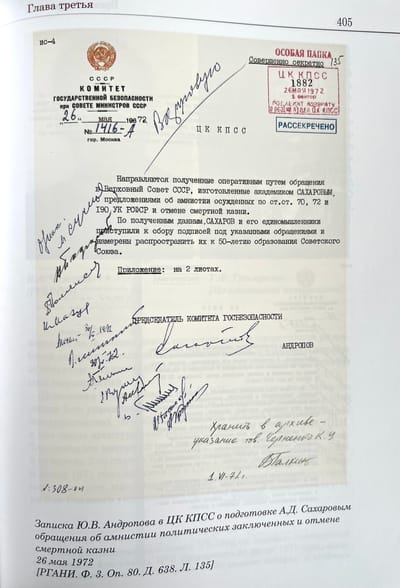 Глава третья
405
ИС-4
ОСОБАЯ ПАПКА
Совершенно секретно
135
СССР
КОМИТЕТ
ГОСУДАРСТВЕННОЙ БЕЗОПАСНОСТИ
при СОВЕТЕ МИНИСТРОВ СССР
26 мая 1972
№ 1416-А
гор. Москва
ЦК КПСС
1882
26 МАЯ 1972
РАССЕКРЕЧЕНО
Вкруговую
ЦК КПСС
Направляются полученные оперативным путем обращения
в Верховный Совет СССР, изготовленные академиком САХАРОВЫМ,
с предложениями об амнистии осужденных по ст.ст. 70, 72 и
190, УК РСФСР и отмене смертной казни.
По полученным данным, САХАРОВ и его единомышленники
приступили к сбору подписей под указанными обращениями и
намерены распространить их к 50-летию образования Советского
Союза.
Приложение: на 2 листах.
ПРЕДСЕДАТЕЛЬ КОМИТЕТА ГОСБЕЗОПАСНОСТИ
АНДРОПОВ
Хранить в архиве –
указание тов. Черненко К.У
1.VI-72г.
Записка Ю.В. Андропова в ЦК КПСС о подготовке А.Д. Сахаровым
обращения об амнистии политических заключенных и отмене
смертной казни
26 мая 1972
[РГАНИ. Ф. 3. Оп. 80. Д. 638. Л. 135]